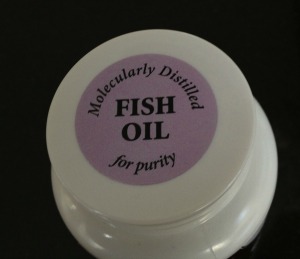 Molecularly Distilled
FISH
OIL
for purity